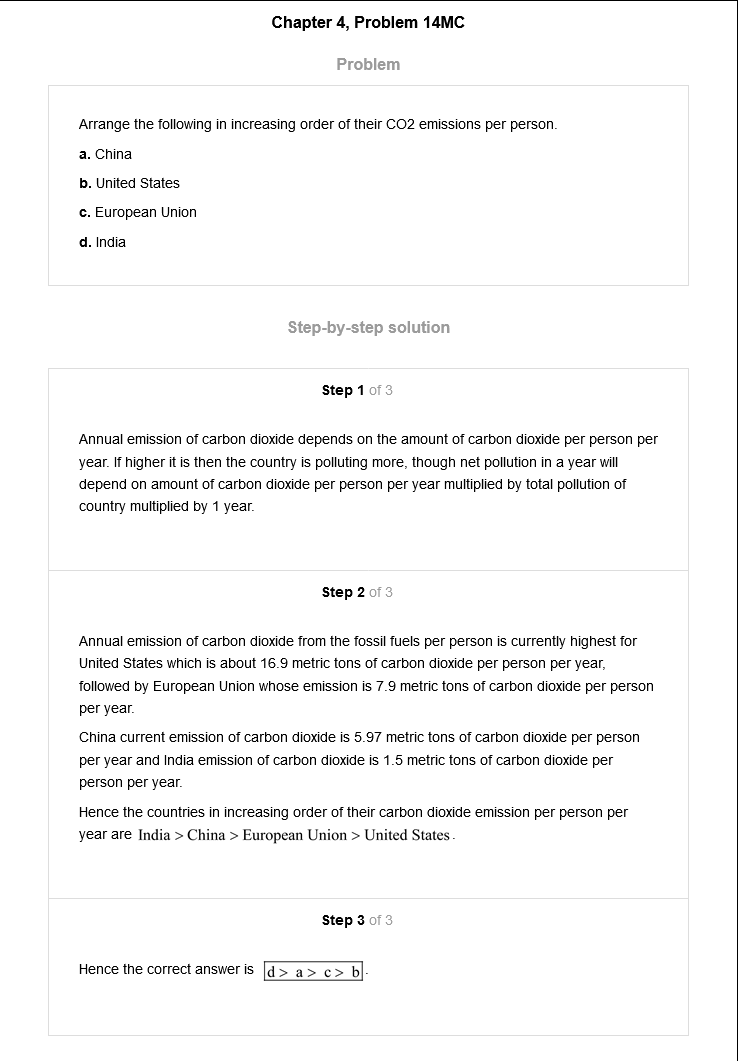 Chapter 4, Problem 14MC
Problem
Arrange the following in increasing order of their CO2 emissions per person.
a. China
b. United States
c. European Union
d. India
Step-by-step solution
Step 1 of 3
Annual emission of carbon dioxide depends on the amount of carbon dioxide per person per
year. If higher it is then the country is polluting more, though net pollution in a year will
depend on amount of carbon dioxide per person per year multiplied by total pollution of
country multiplied by 1 year.
Step 2 of 3
Annual emission of carbon dioxide from the fossil fuels per person is currently highest for
United States which is about 16.9 metric tons of carbon dioxide per person per year,
followed by European Union whose emission is 7.9 metric tons of carbon dioxide per person
per year.
China current emission of carbon dioxide is 5.97 metric tons of carbon dioxide per person
per year and India emission of carbon dioxide is 1.5 metric tons of carbon dioxide per
person per year.
Hence the countries in increasing order of their carbon dioxide emission per person per
year are India > China > European Union > United States.
Step 3 of 3
Hence the correct answer is d > a > c > b.